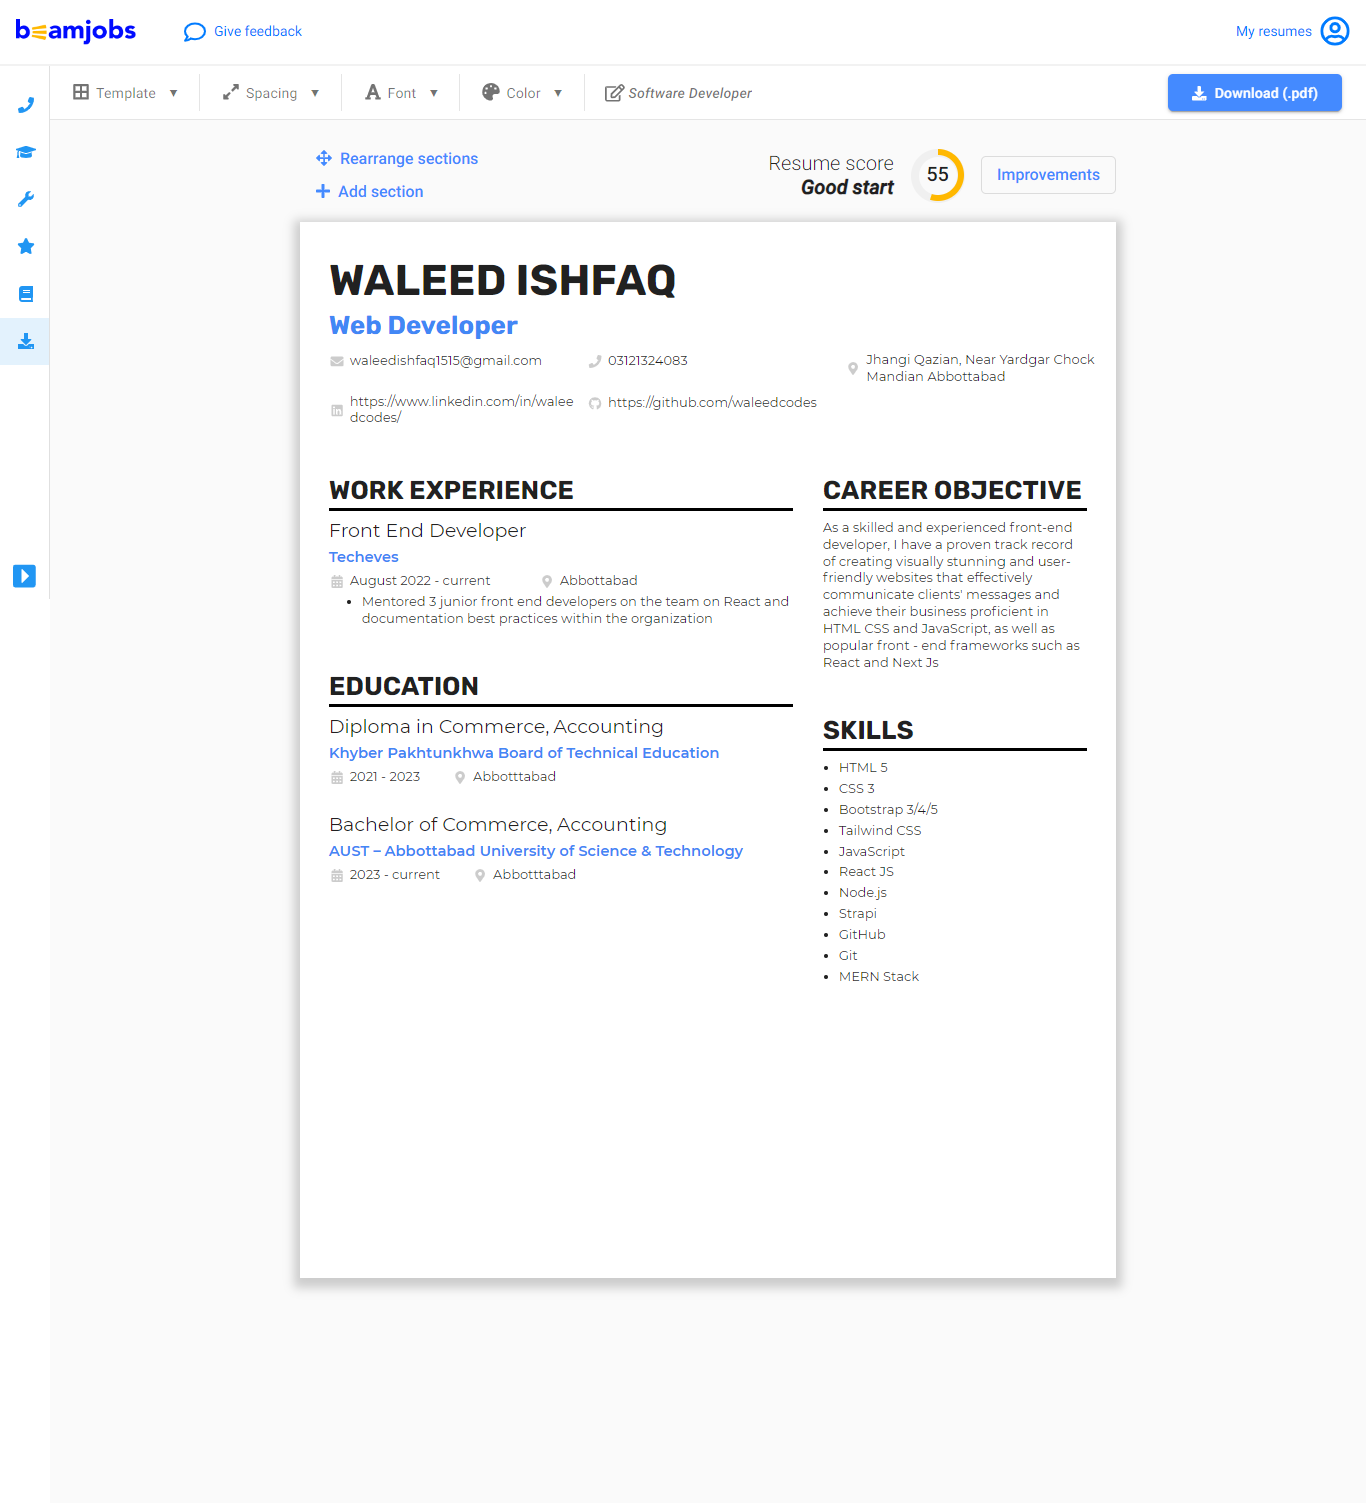 beamjobs
Give feedback
My resumes
Template
Spacing
Font
Color
Software Developer
Download (.pdf)
Rearrange sections
Add section
Resume score
Good start
55
Improvements
WALEED ISHFAQ
Web Developer
waleedishfaq1515@gmail.com
03121324083
Jhangi Qazian, Near Yardgar Chock
Mandian Abbottabad
https://www.linkedin.com/in/walee
dcodes/
https://github.com/waleedcodes
WORK EXPERIENCE
Front End Developer
Techeves
August 2022 - current
Abbottabad
• Mentored 3 junior front end developers on the team on React and
documentation best practices within the organization
EDUCATION
Diploma in Commerce, Accounting
Khyber Pakhtunkhwa Board of Technical Education
2021 - 2023
Abbotttabad
Bachelor of Commerce, Accounting
AUST – Abbottabad University of Science & Technology
2023 - current
Abbotttabad
CAREER OBJECTIVE
As a skilled and experienced front-end
developer, I have a proven track record
of creating visually stunning and user-
friendly websites that effectively
communicate clients' messages and
achieve their business proficient in
HTML CSS and JavaScript, as well as
popular front - end frameworks such as
React and Next Js
SKILLS
• HTML 5
• CSS 3
• Bootstrap 3/4/5
• Tailwind CSS
• JavaScript
• React JS
• Node.js
• Strapi
• GitHub
• Git
• MERN Stack